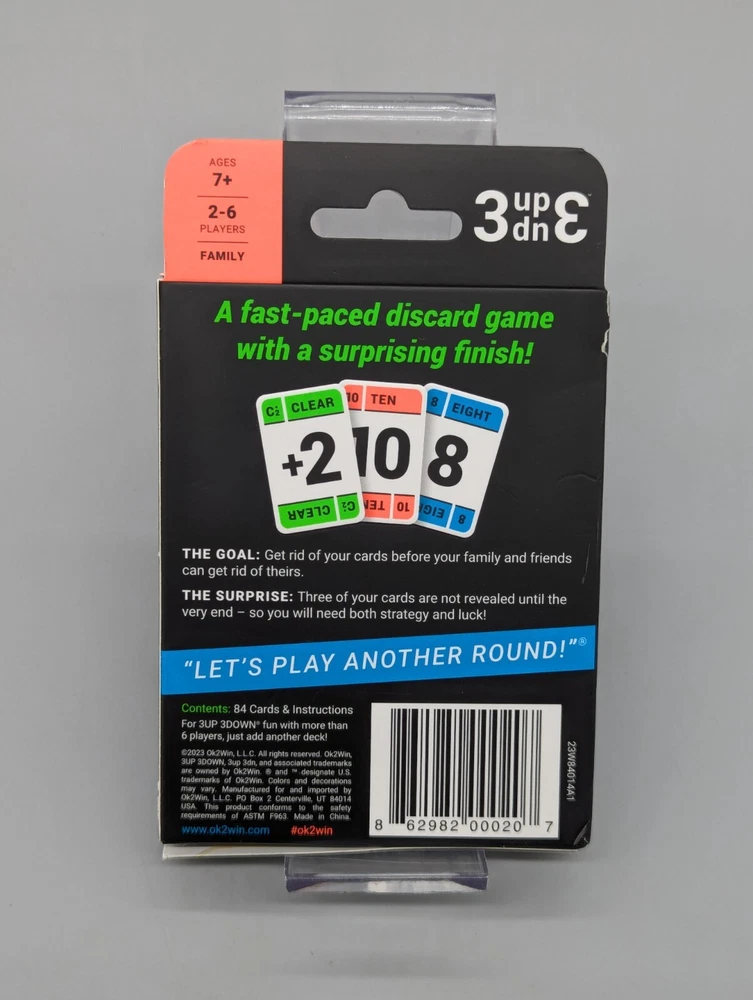 AGES
7+
2-6
PLAYERS
FAMILY
3 up dn 3
A fast-paced discard game
with a surprising finish!
C2 CLEAR
+2
CLEAR C2
10 TEN
10
TEN 10
8 EIGHT
8
EIGH 8
THE GOAL: Get rid of your cards before your family and friends
can get rid of theirs.
THE SURPRISE: Three of your cards are not revealed until the
very end – so you will need both strategy and luck!
“LET’S PLAY ANOTHER ROUND!”®
Contents: 84 Cards & Instructions
For 3UP 3DOWN® fun with more than
6 players, just add another deck!
©2023 Ok2Win, L.L.C. All rights reserved. Ok2Win,
3UP 3DOWN, 3up 3dn, and associated trademarks
are owned by Ok2Win. ® and ™ designate U.S.
trademarks of Ok2Win. Colors and decorations
may vary. Manufactured for and imported by
Ok2Win, L.L.C. PO Box 2 Centerville, UT 84014
USA. This product conforms to the safety
requirements of ASTM F963. Made in China.
www.ok2win.com #ok2win
8 62982 00020 7
23W84014A1